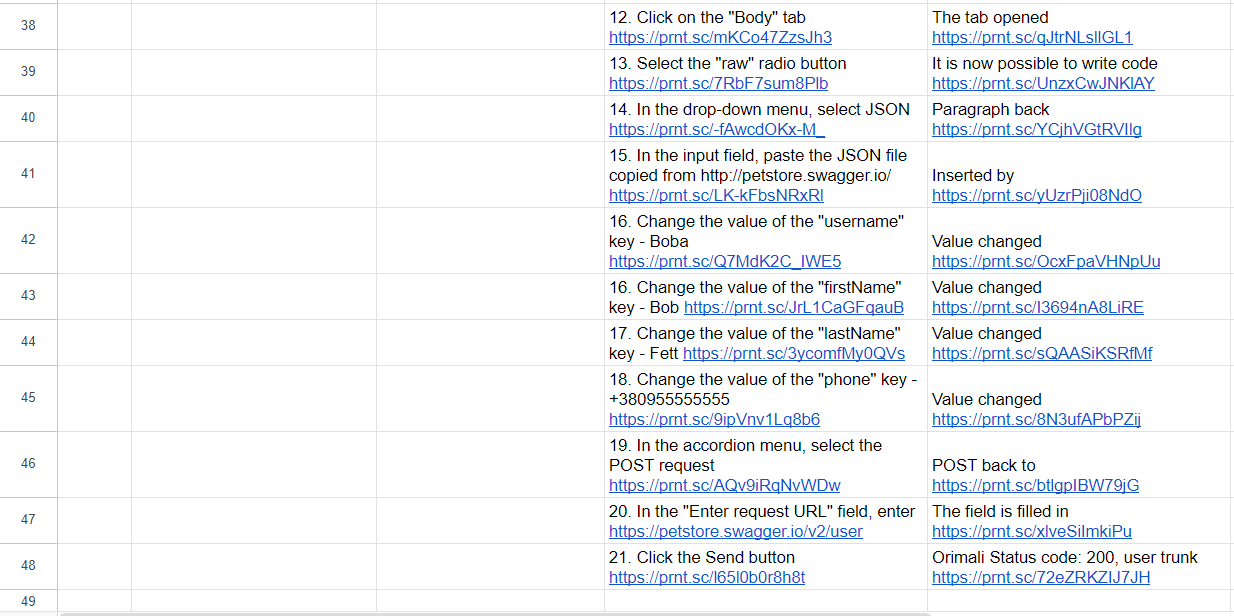 38
12. Click on the "Body" tab
https://prnt.sc/mKCo47ZzsJh3
The tab opened
https://prnt.sc/qJtrNLsllGL1
39
13. Select the "raw" radio button
https://prnt.sc/7RbF7sum8Plb
It is now possible to write code
https://prnt.sc/UnzxCwJNKlAY
40
14. In the drop-down menu, select JSON
https://prnt.sc/-fAwcdOKx-M_
Paragraph back
https://prnt.sc/YCjhVGtRVIlg
41
15. In the input field, paste the JSON file
copied from http://petstore.swagger.io/
https://prnt.sc/LK-kFbsNRxRl
Inserted by
https://prnt.sc/yUzrPji08NdO
42
16. Change the value of the "username"
key - Boba
https://prnt.sc/Q7MdK2C_IWE5
Value changed
https://prnt.sc/OcxFpaVHNpUu
43
16. Change the value of the "firstName"
key - Bob https://prnt.sc/JrL1CaGFqauB
Value changed
https://prnt.sc/I3694nA8LiRE
44
17. Change the value of the "lastName"
key - Fett https://prnt.sc/3ycomfMy0QVs
Value changed
https://prnt.sc/sQAASiKSRfMf
45
18. Change the value of the "phone" key -
+380955555555
https://prnt.sc/9ipVnv1Lq8b6
Value changed
https://prnt.sc/8N3ufAPbPZij
46
19. In the accordion menu, select the
POST request
https://prnt.sc/AQv9iRqNvWDw
POST back to
https://prnt.sc/btlgpIBW79jG
47
20. In the "Enter request URL" field, enter
https://petstore.swagger.io/v2/user
The field is filled in
https://prnt.sc/xlveSiImkiPu
48
21. Click the Send button
https://prnt.sc/l65l0b0r8h8t
Orimali Status code: 200, user trunk
https://prnt.sc/72eZRKZIJ7JH
49